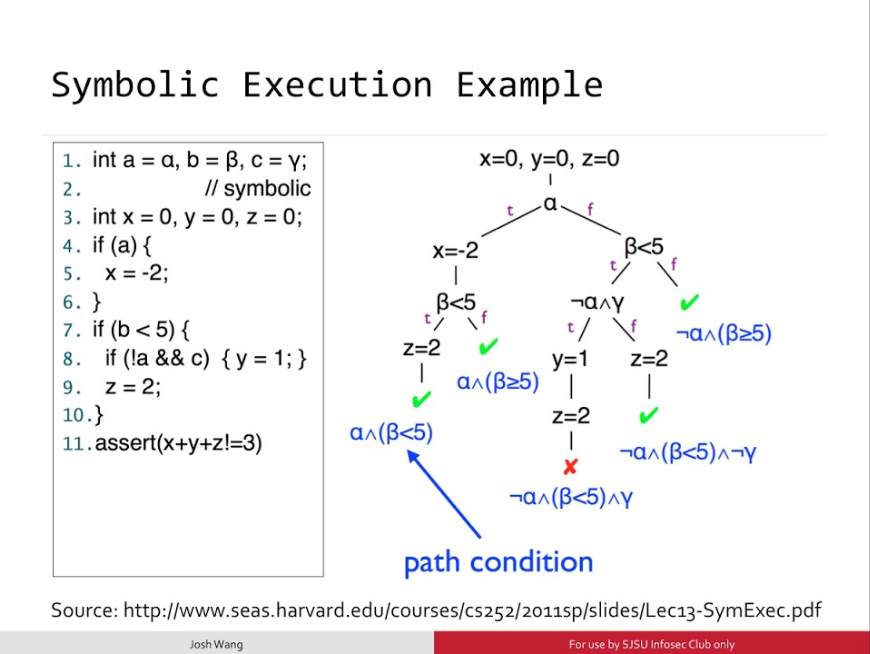 Symbolic Execution Example
1. int a = α, b = β, c = γ;
2. // symbolic
3. int x = 0, y = 0, z = 0;
4. if (a) {
5. x = -2;
6. }
7. if (b < 5) {
8. if (!a && c) { y = 1; }
9. z = 2;
10.}
11.assert(x+y+z!=3)
x=0, y=0, z=0
t α f
x=-2 β<5
t f
β<5 ¬α∧γ ✔
t f t f ¬α∧(β≥5)
z=2 ✔ y=1 z=2
✔ α∧(β≥5) z=2 ✔
α∧(β<5) ✘ ¬α∧(β<5)∧¬γ
¬α∧(β<5)∧γ
path condition
Source: http://www.seas.harvard.edu/courses/cs252/2011sp/slides/Lec13-SymExec.pdf
Josh Wang
For use by SJSU Infosec Club only